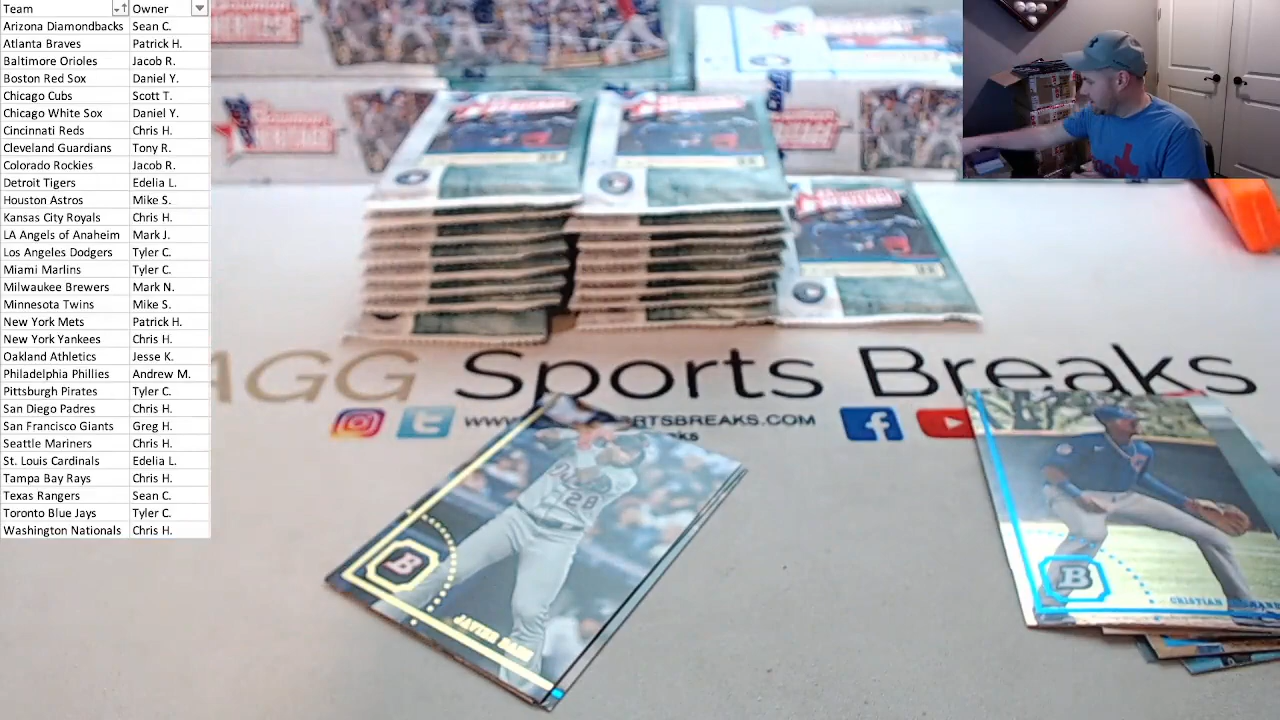 Team Owner
Arizona Diamondbacks Sean C.
Atlanta Braves Patrick H.
Baltimore Orioles Jacob R.
Boston Red Sox Daniel Y.
Chicago Cubs Scott T.
Chicago White Sox Daniel Y.
Cincinnati Reds Chris H.
Cleveland Guardians Tony R.
Colorado Rockies Jacob R.
Detroit Tigers Edelia L.
Houston Astros Mike S.
Kansas City Royals Chris H.
LA Angels of Anaheim Mark J.
Los Angeles Dodgers Tyler C.
Miami Marlins Tyler C.
Milwaukee Brewers Mark N.
Minnesota Twins Mike S.
New York Mets Patrick H.
New York Yankees Chris H.
Oakland Athletics Jesse K.
Philadelphia Phillies Andrew M.
Pittsburgh Pirates Tyler C.
San Diego Padres Chris H.
San Francisco Giants Greg H.
Seattle Mariners Chris H.
St. Louis Cardinals Edelia L.
Tampa Bay Rays Chris H.
Texas Rangers Sean C.
Toronto Blue Jays Tyler C.
Washington Nationals Chris H.
HERITAGE
AGG Sports Breaks
28
B
JAVIER BAEZ
B
CRISTIAN